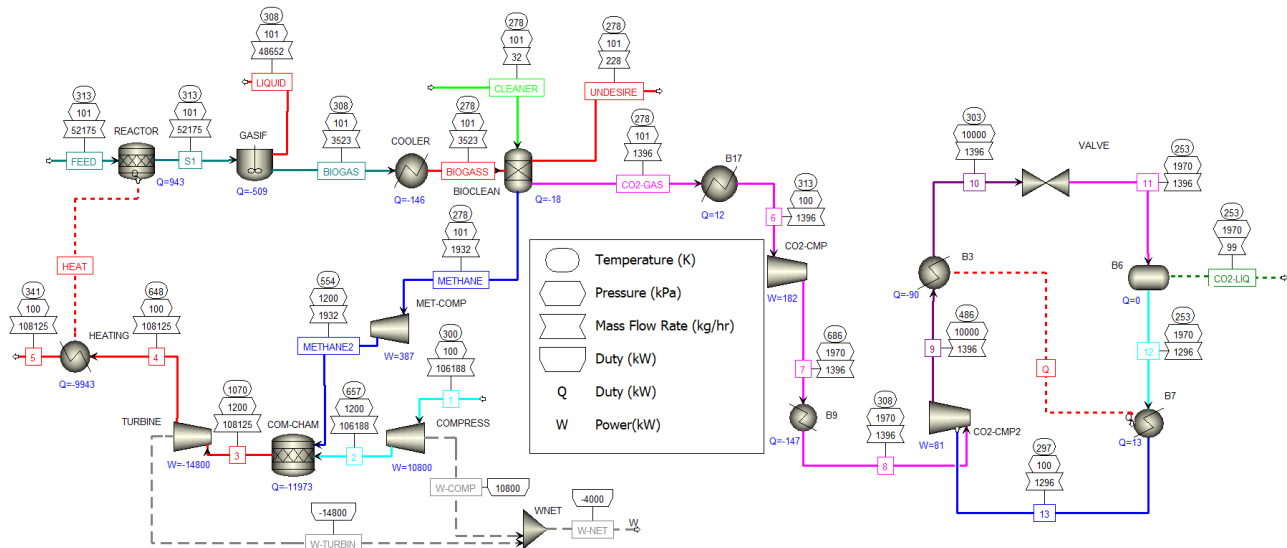 308
101
48652
LIQUID
313
101
52175
FEED
REACTOR
Q
Q=943
313
101
52175
S1
GASIF
Q=-509
308
101
3523
BIOGAS
COOLER
Q=-146
278
101
3523
BIOGASS
BIOCLEAN
Q=-18
278
101
32
CLEANER
278
101
228
UNDESIRE
278
101
1396
CO2-GAS
B17
Q=12
313
100
1396
6
CO2-CMP
W=182
686
1970
1396
7
B9
Q=-147
308
1970
1396
8
CO2-CMP2
W=81
486
10000
1396
9
B3
Q=-90
303
10000
1396
10
VALVE
253
1970
1396
11
B6
Q=0
253
1970
99
CO2-LIQ
253
1970
1296
12
Q
B7
Q=13
297
100
1296
13
278
101
1932
METHANE
MET-COMP
W=387
554
1200
1932
METHANE2
300
100
106188
1
COMPRESS
W=10800
657
1200
106188
2
COM-CHAM
Q=-11973
1070
1200
108125
3
TURBINE
W=-14800
648
100
108125
4
HEATING
Q=-9943
HEAT
341
100
108125
5
W-COMP
10800
-14800
W-TURBIN
WNET
-4000
W-NET
W
Temperature (K)
Pressure (kPa)
Mass Flow Rate (kg/hr)
Duty (kW)
Q Duty (kW)
W Power(kW)